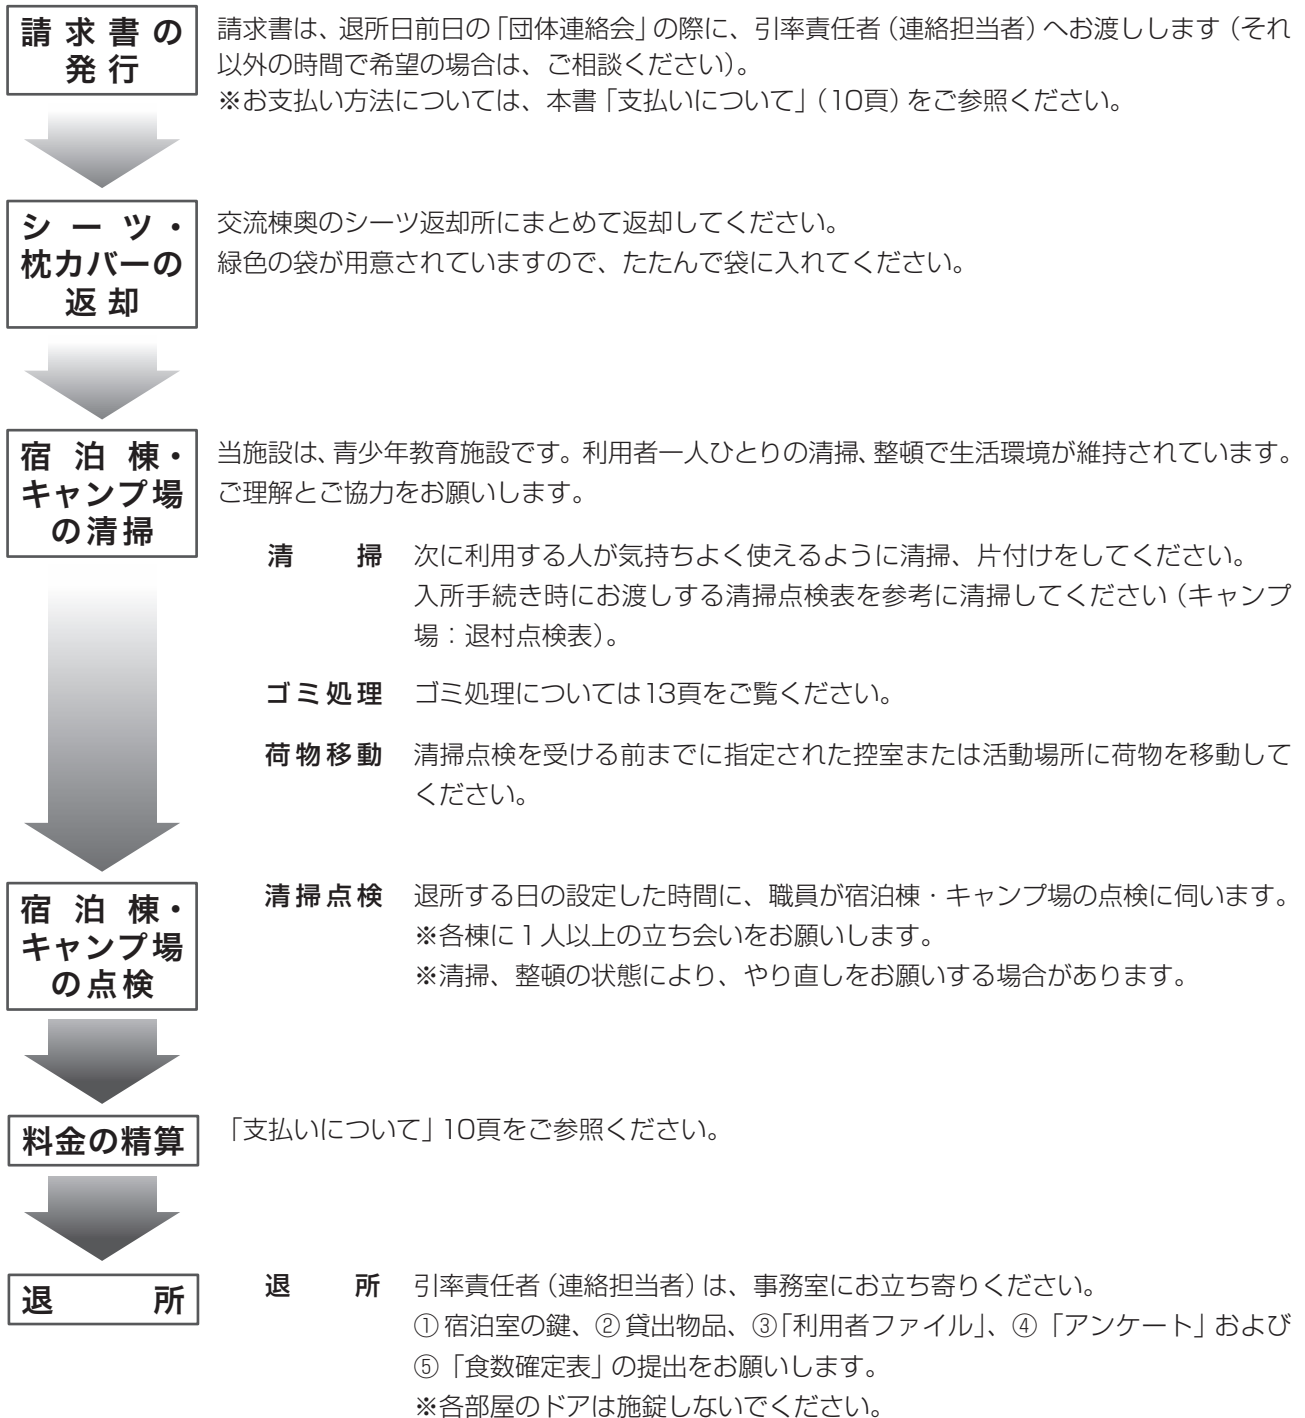 請求書の
発行
請求書は、退所日前日の「団体連絡会」の際に、引率責任者（連絡担当者）へお渡しします（それ
以外の時間で希望の場合は、ご相談ください）。
※お支払い方法については、本書「支払いについて」（10頁）をご参照ください。
シーツ・
枕カバーの
返却
交流棟奥のシーツ返却所にまとめて返却してください。
緑色の袋が用意されていますので、たたんで袋に入れてください。
宿泊棟・
キャンプ場
の清掃
当施設は、青少年教育施設です。利用者一人ひとりの清掃、整頓で生活環境が維持されています。
ご理解とご協力をお願いします。
清掃 次に利用する人が気持ちよく使えるように清掃、片付けをしてください。
入所手続き時にお渡しする清掃点検表を参考に清掃してください（キャンプ
場：退村点検表）。
ゴミ処理 ゴミ処理については13頁をご覧ください。
荷物移動 清掃点検を受ける前までに指定された控室または活動場所に荷物を移動して
ください。
宿泊棟・
キャンプ場
の点検
清掃点検 退所する日の設定した時間に、職員が宿泊棟・キャンプ場の点検に伺います。
※各棟に1人以上の立ち会いをお願いします。
※清掃、整頓の状態により、やり直しをお願いする場合があります。
料金の精算
「支払いについて」10頁をご参照ください。
退所
退所 引率責任者（連絡担当者）は、事務室にお立ち寄りください。
①宿泊室の鍵、②貸出物品、③「利用者ファイル」、④「アンケート」および
⑤「食数確定表」の提出をお願いします。
※各部屋のドアは施錠しないでください。